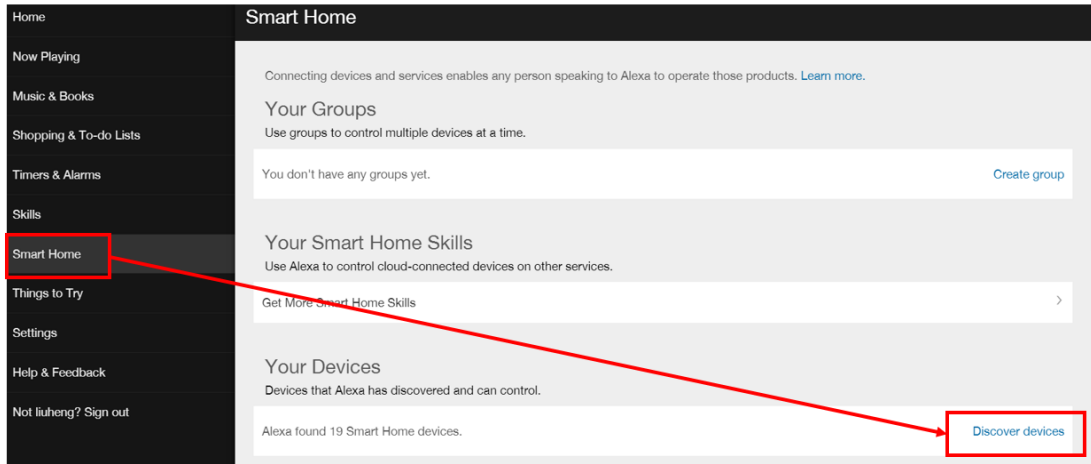 Home
Now Playing
Music & Books
Shopping & To-do Lists
Timers & Alarms
Skills
Smart Home
Things to Try
Settings
Help & Feedback
Not liuheng? Sign out
Smart Home
Connecting devices and services enables any person speaking to Alexa to operate those products. Learn more.
Your Groups
Use groups to control multiple devices at a time.
You don't have any groups yet. Create group
Your Smart Home Skills
Use Alexa to control cloud-connected devices on other services.
Get More Smart Home Skills
Your Devices
Devices that Alexa has discovered and can control.
Alexa found 19 Smart Home devices. Discover devices